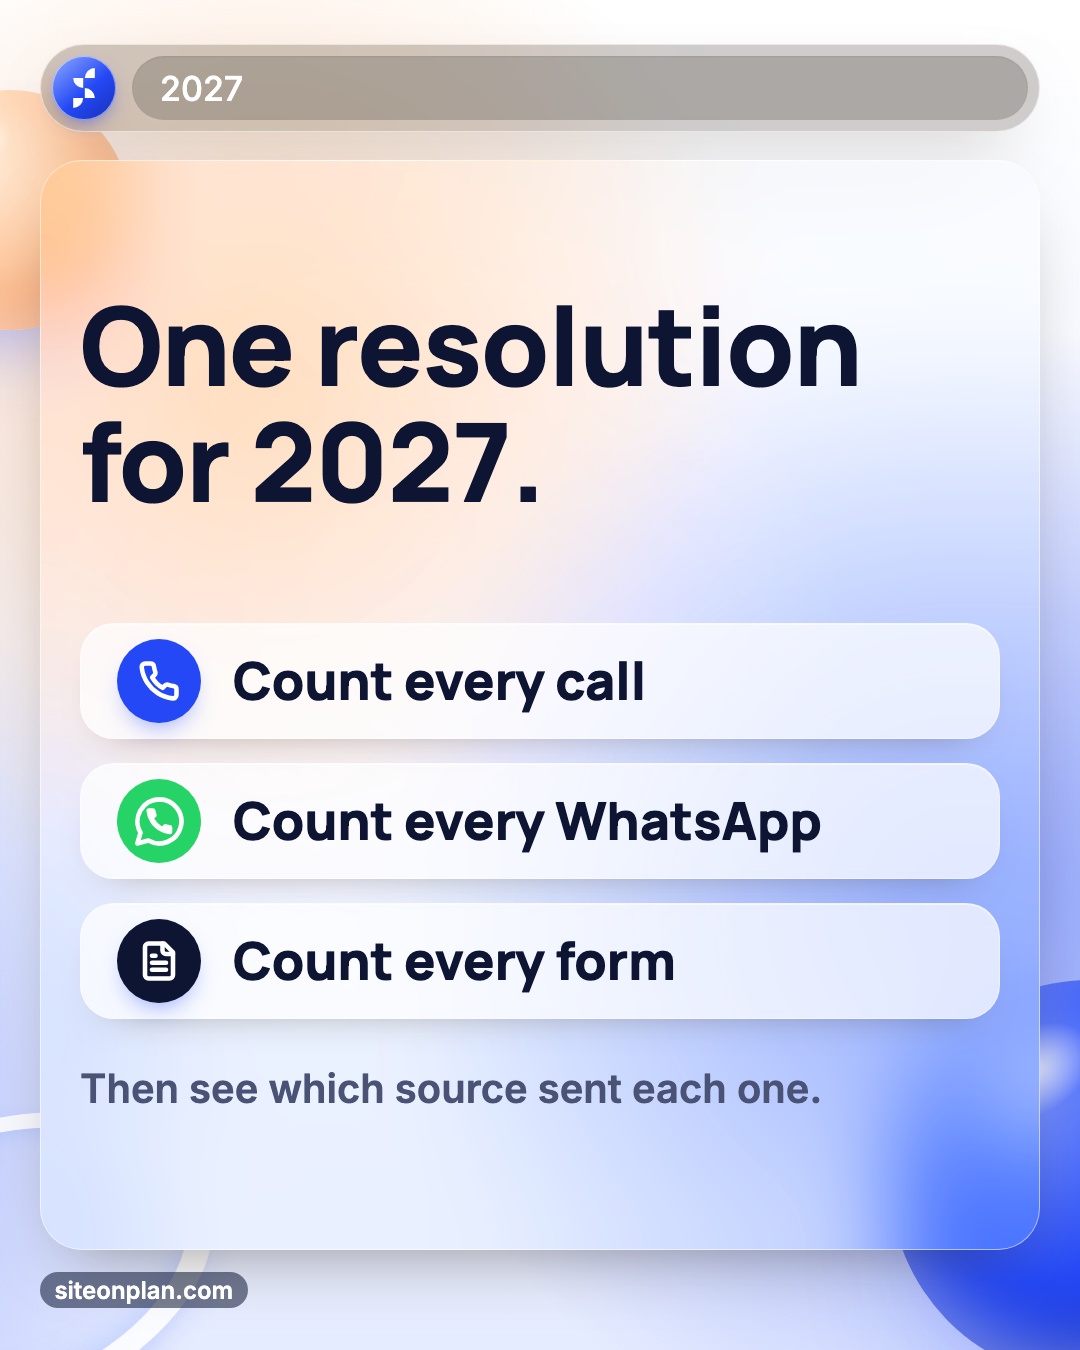 2027
One resolution
for 2027.
Count every call
Count every WhatsApp
Count every form
Then see which source sent each one.
siteonplan.com